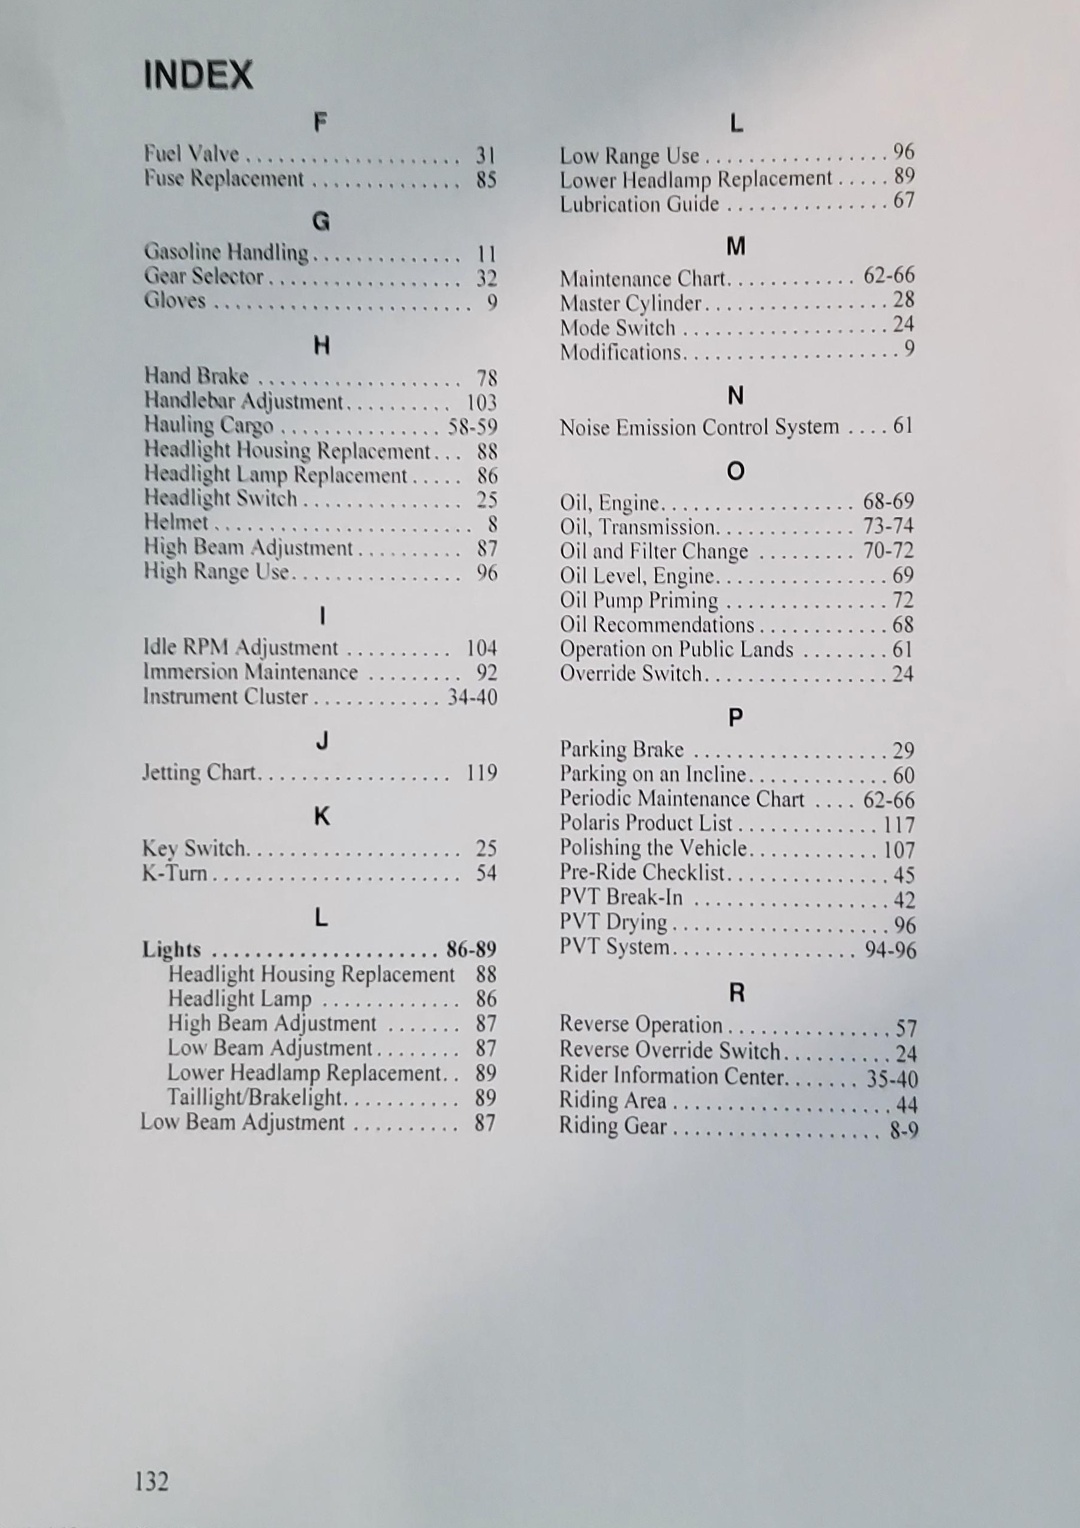 INDEX
F
Fuel Valve . . . . . . . . . . . . . . . . . . . . 31
Fuse Replacement . . . . . . . . . . . . . . 85
G
Gasoline Handling . . . . . . . . . . . . . . 11
Gear Selector . . . . . . . . . . . . . . . . . . 32
Gloves . . . . . . . . . . . . . . . . . . . . . . . . 9
H
Hand Brake . . . . . . . . . . . . . . . . . . . 78
Handlebar Adjustment . . . . . . . . . . 103
Hauling Cargo . . . . . . . . . . . . . . . 58-59
Headlight Housing Replacement . . . 88
Headlight Lamp Replacement . . . . . 86
Headlight Switch . . . . . . . . . . . . . . . 25
Helmet . . . . . . . . . . . . . . . . . . . . . . . . 8
High Beam Adjustment . . . . . . . . . . 87
High Range Use . . . . . . . . . . . . . . . . 96
I
Idle RPM Adjustment . . . . . . . . . . 104
Immersion Maintenance . . . . . . . . . 92
Instrument Cluster . . . . . . . . . . . . 34-40
J
Jetting Chart . . . . . . . . . . . . . . . . . . 119
K
Key Switch . . . . . . . . . . . . . . . . . . . . 25
K-Turn . . . . . . . . . . . . . . . . . . . . . . . 54
L
Lights . . . . . . . . . . . . . . . . . . . . . 86-89
Headlight Housing Replacement 88
Headlight Lamp . . . . . . . . . . . . . 86
High Beam Adjustment . . . . . . . 87
Low Beam Adjustment . . . . . . . . 87
Lower Headlamp Replacement . . 89
Taillight/Brakelight . . . . . . . . . . . 89
Low Beam Adjustment . . . . . . . . . . 87
L
Low Range Use . . . . . . . . . . . . . . . . . 96
Lower Headlamp Replacement . . . . . 89
Lubrication Guide . . . . . . . . . . . . . . . 67
M
Maintenance Chart . . . . . . . . . . . . 62-66
Master Cylinder . . . . . . . . . . . . . . . . . 28
Mode Switch . . . . . . . . . . . . . . . . . . . 24
Modifications . . . . . . . . . . . . . . . . . . . . 9
N
Noise Emission Control System . . . . 61
O
Oil, Engine . . . . . . . . . . . . . . . . . . 68-69
Oil, Transmission . . . . . . . . . . . . . 73-74
Oil and Filter Change . . . . . . . . . 70-72
Oil Level, Engine . . . . . . . . . . . . . . . . 69
Oil Pump Priming . . . . . . . . . . . . . . . 72
Oil Recommendations . . . . . . . . . . . . 68
Operation on Public Lands . . . . . . . . 61
Override Switch . . . . . . . . . . . . . . . . . 24
P
Parking Brake . . . . . . . . . . . . . . . . . . 29
Parking on an Incline . . . . . . . . . . . . . 60
Periodic Maintenance Chart . . . . 62-66
Polaris Product List . . . . . . . . . . . . . 117
Polishing the Vehicle . . . . . . . . . . . . 107
Pre-Ride Checklist . . . . . . . . . . . . . . . 45
PVT Break-In . . . . . . . . . . . . . . . . . . 42
PVT Drying . . . . . . . . . . . . . . . . . . . . 96
PVT System . . . . . . . . . . . . . . . . . 94-96
R
Reverse Operation . . . . . . . . . . . . . . . 57
Reverse Override Switch . . . . . . . . . . 24
Rider Information Center . . . . . . . 35-40
Riding Area . . . . . . . . . . . . . . . . . . . . 44
Riding Gear . . . . . . . . . . . . . . . . . . . 8-9
132